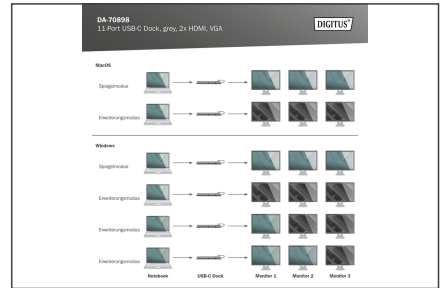 DA-70898
11-Port USB-C Dock, grey, 2x HDMI, VGA
DIGITUS®
MacOS
Spiegelmodus
Erweiterungsmodus
Windows
Spiegelmodus
Erweiterungsmodus
Erweiterungsmodus
Erweiterungsmodus
Notebook USB-C Dock Monitor 1 Monitor 2 Monitor 3